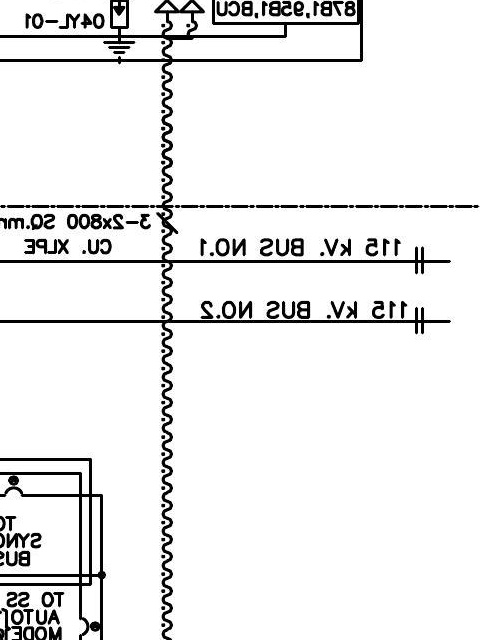 87B1,95B1,BCU
04YL-01
3-2x800 SQ.mm
CU. XLPE
115 kV. BUS NO.1
115 kV. BUS NO.2
TO
SYNC
BUS
TO SS
AUTO
MODE